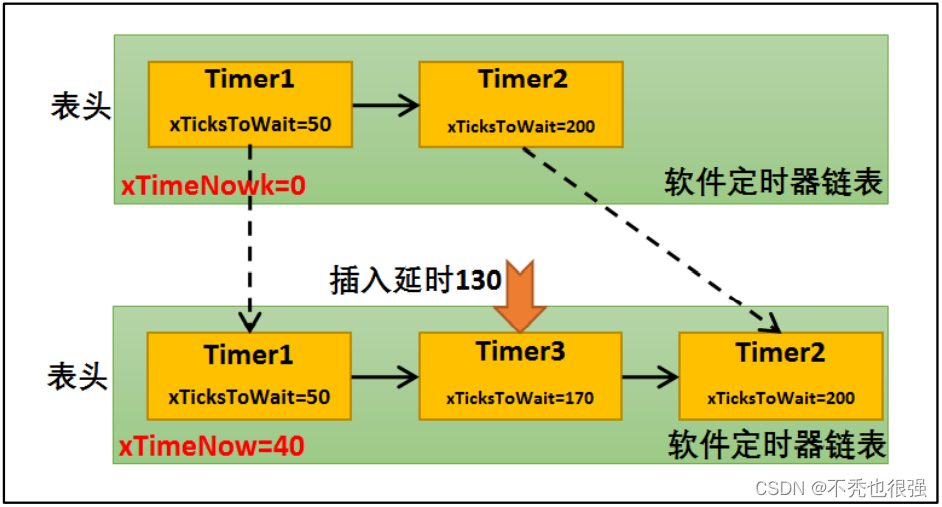 Timer1
xTicksToWait=50
Timer2
xTicksToWait=200
表头
xTimeNowk=0
软件定时器链表
插入延时130
表头
Timer1
xTicksToWait=50
Timer3
xTicksToWait=170
Timer2
xTicksToWait=200
xTimeNow=40
软件定时器链表
CSDN @不秃也很强